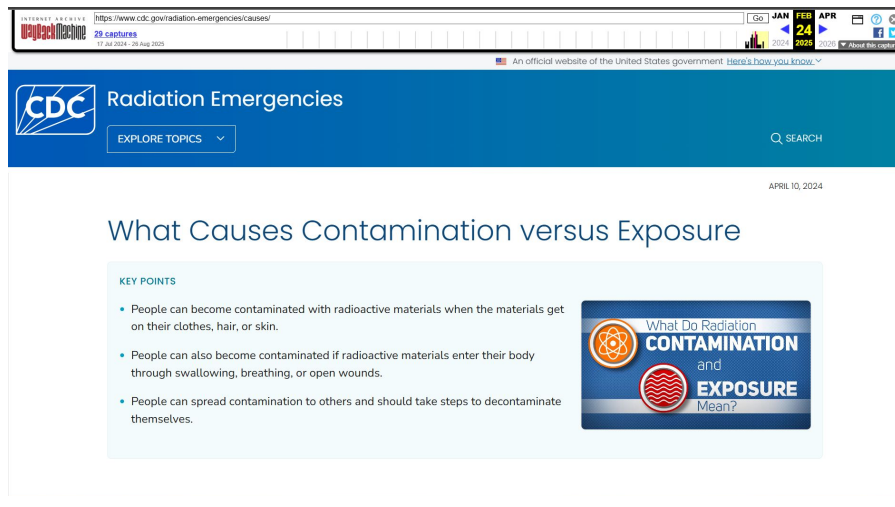 INTERNET ARCHIVE
WayBackMachine
https://www.cdc.gov/radiation-emergencies/causes/
Go
JAN FEB APR
29 captures
24
17 Jul 2024 - 26 Aug 2025
2024 2025 2026
About this captur
An official website of the United States government Here's how you know
CDC
Radiation Emergencies
EXPLORE TOPICS
SEARCH
APRIL 10, 2024
What Causes Contamination versus Exposure
KEY POINTS
• People can become contaminated with radioactive materials when the materials get
on their clothes, hair, or skin.
• People can also become contaminated if radioactive materials enter their body
through swallowing, breathing, or open wounds.
• People can spread contamination to others and should take steps to decontaminate
themselves.
What Do Radiation
CONTAMINATION
and
EXPOSURE
Mean?